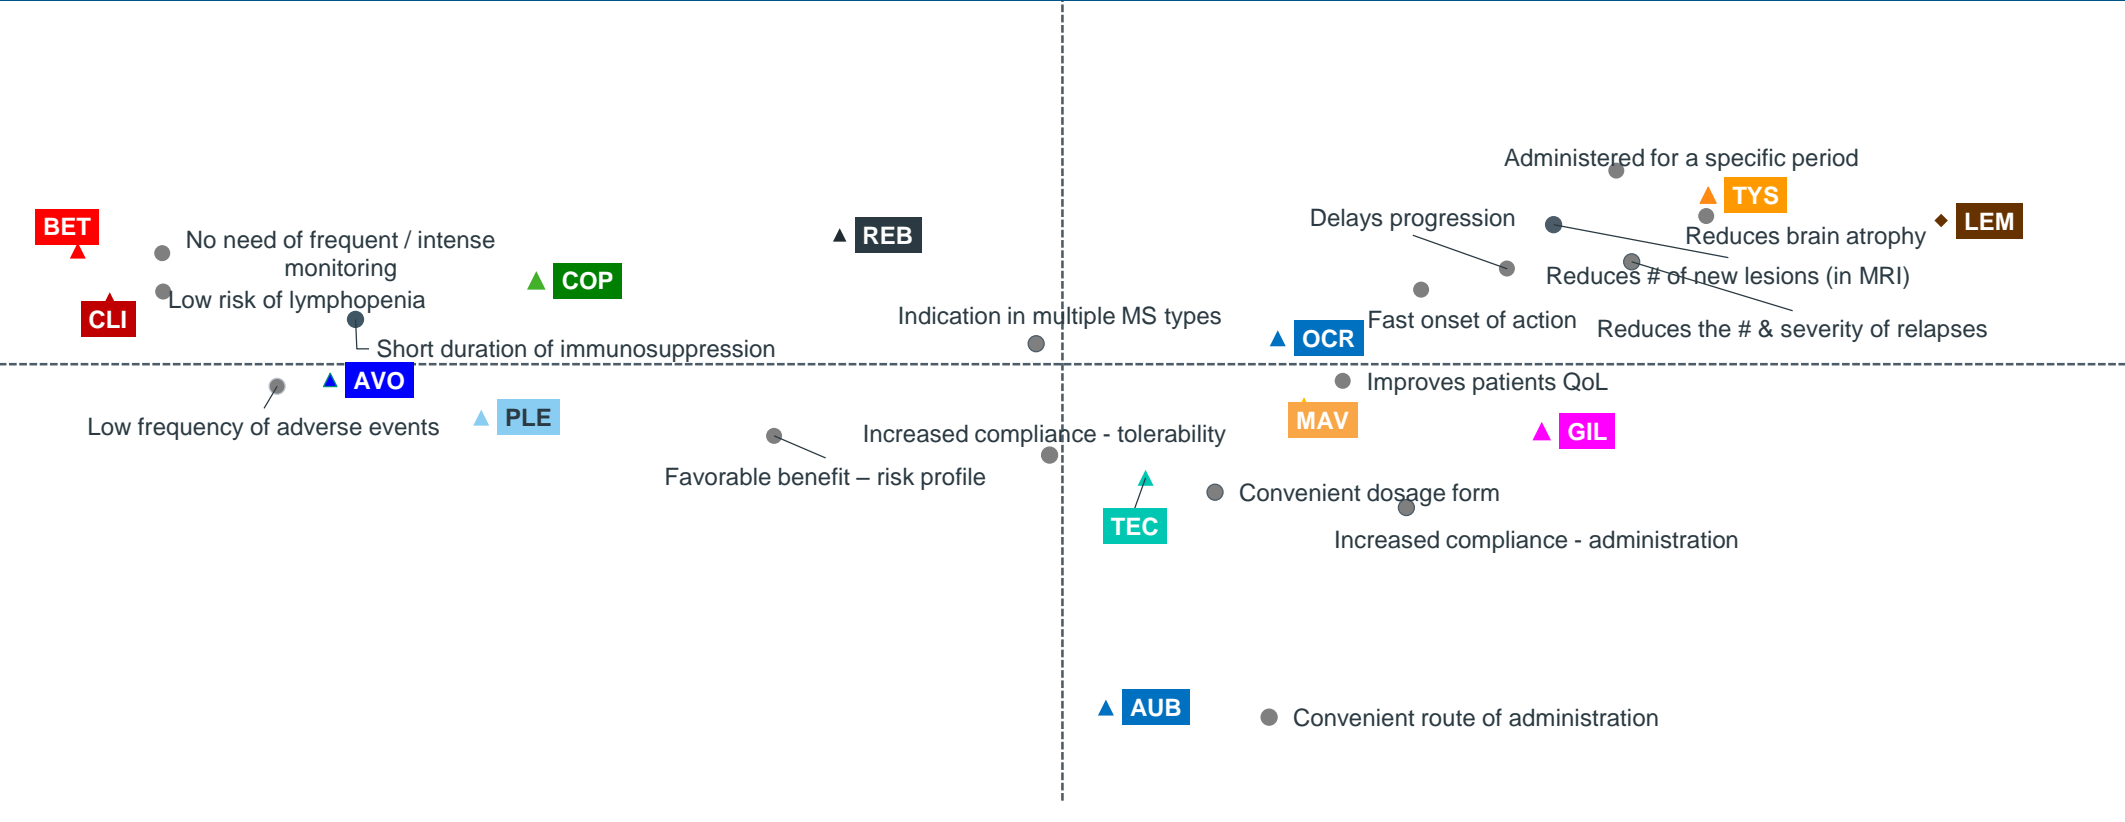 Administered for a specific period
TYS
BET
No need of frequent / intense
monitoring
REB
Delays progression
Reduces brain atrophy
LEM
COP
Reduces # of new lesions (in MRI)
Low risk of lymphopenia
CLI
Indication in multiple MS types
Fast onset of action
Reduces the # & severity of relapses
OCR
Short duration of immunosuppression
AVO
Improves patients QoL
Low frequency of adverse events
PLE
MAV
GIL
Increased compliance - tolerability
Favorable benefit – risk profile
Convenient dosage form
TEC
Increased compliance - administration
AUB
Convenient route of administration